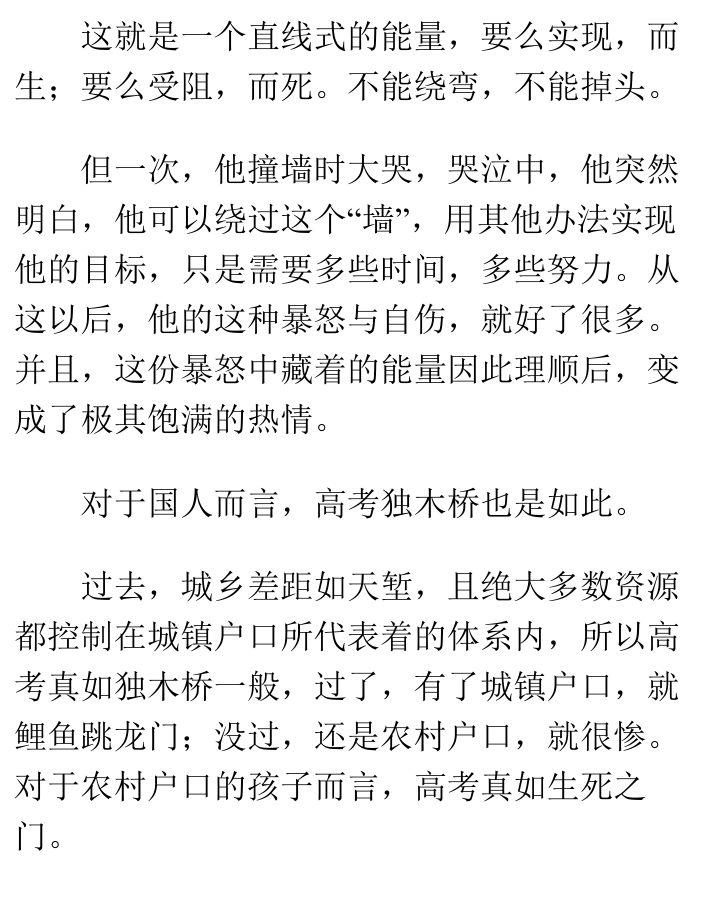 这就是一个直线式的能量，要么实现，而
生；要么受阻，而死。不能绕弯，不能掉头。
但一次，他撞墙时大哭，哭泣中，他突然
明白，他可以绕过这个“墙”，用其他办法实现
他的目标，只是需要多些时间，多些努力。从
这以后，他的这种暴怒与自伤，就好了很多。
并且，这份暴怒中藏着的能量因此理顺后，变
成了极其饱满的热情。
对于国人而言，高考独木桥也是如此。
过去，城乡差距如天堑，且绝大多数资源
都控制在城镇户口所代表着的体系内，所以高
考真如独木桥一般，过了，有了城镇户口，就
鲤鱼跳龙门；没过，还是农村户口，就很惨。
对于农村户口的孩子而言，高考真如生死之
门。